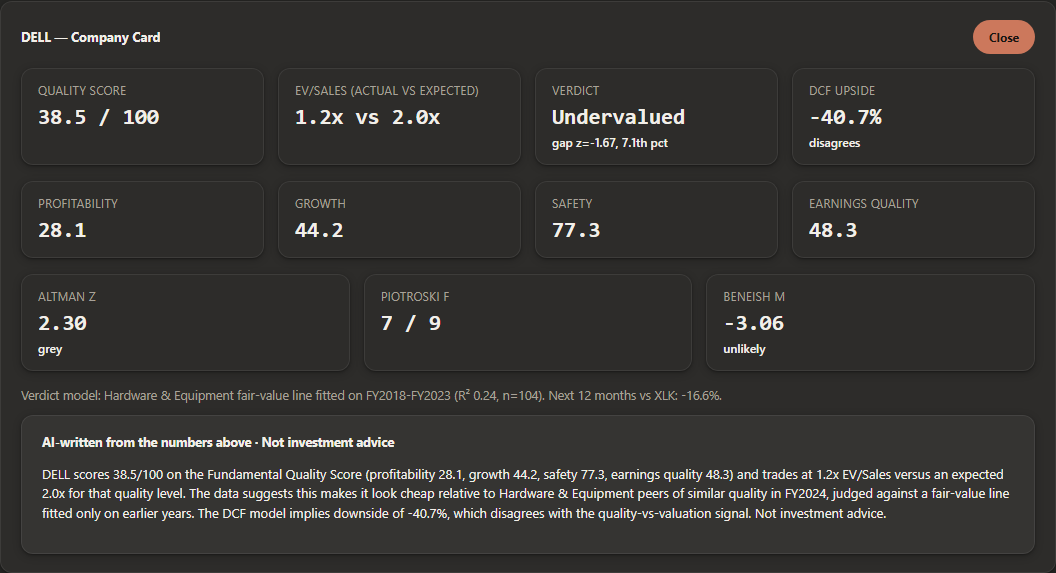 DELL — Company Card
Close
QUALITY SCORE
38.5 / 100
EV/SALES (ACTUAL VS EXPECTED)
1.2x vs 2.0x
VERDICT
Undervalued
gap z=-1.67, 7.1th pct
DCF UPSIDE
-40.7%
disagrees
PROFITABILITY
28.1
GROWTH
44.2
SAFETY
77.3
EARNINGS QUALITY
48.3
ALTMAN Z
2.30
grey
PIOTROSKI F
7 / 9
BENEISH M
-3.06
unlikely
Verdict model: Hardware & Equipment fair-value line fitted on FY2018-FY2023 (R² 0.24, n=104). Next 12 months vs XLK: -16.6%.
AI-written from the numbers above · Not investment advice
DELL scores 38.5/100 on the Fundamental Quality Score (profitability 28.1, growth 44.2, safety 77.3, earnings quality 48.3) and trades at 1.2x EV/Sales versus an expected
2.0x for that quality level. The data suggests this makes it look cheap relative to Hardware & Equipment peers of similar quality in FY2024, judged against a fair-value line
fitted only on earlier years. The DCF model implies downside of -40.7%, which disagrees with the quality-vs-valuation signal. Not investment advice.